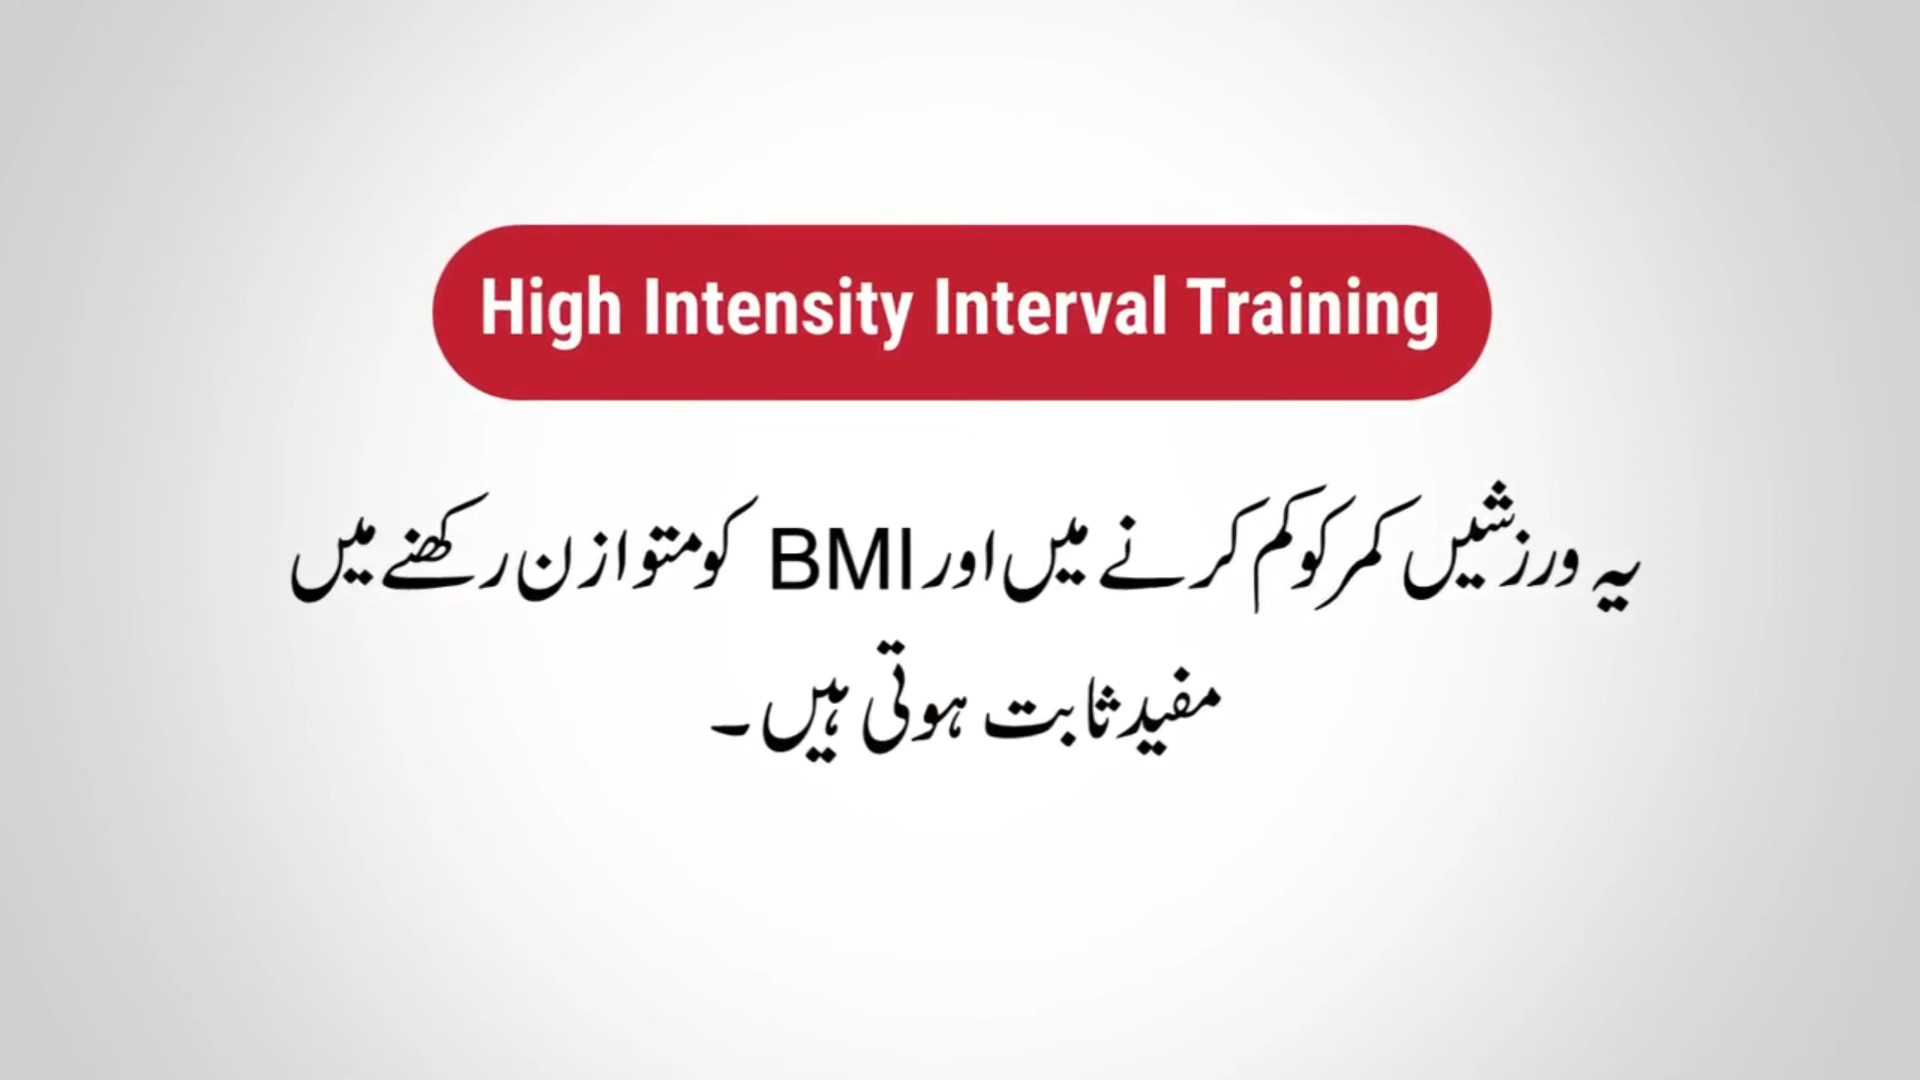 High Intensity Interval Training
یہ ورزشیں کمر کو کم کرنے میں اور BMI کو متوازن رکھنے میں
مفید ثابت ہوتی ہیں۔